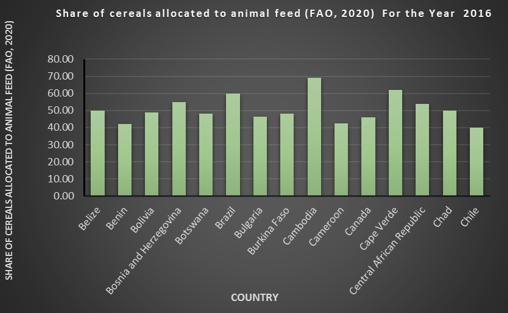 Share of cereals allocated to animal feed (FAO, 2020) For the Year 2016
SHARE OF CEREALS ALLOCATED TO ANIMAL FEED (FAO, 2020)
80.00
70.00
60.00
50.00
40.00
30.00
20.00
10.00
0.00
Belize
Benin
Bolivia
Bosnia and Herzegovina
Botswana
Brazil
Bulgaria
Burkina Faso
Cambodia
Cameroon
Canada
Cape Verde
Central African Republic
Chad
Chile
COUNTRY